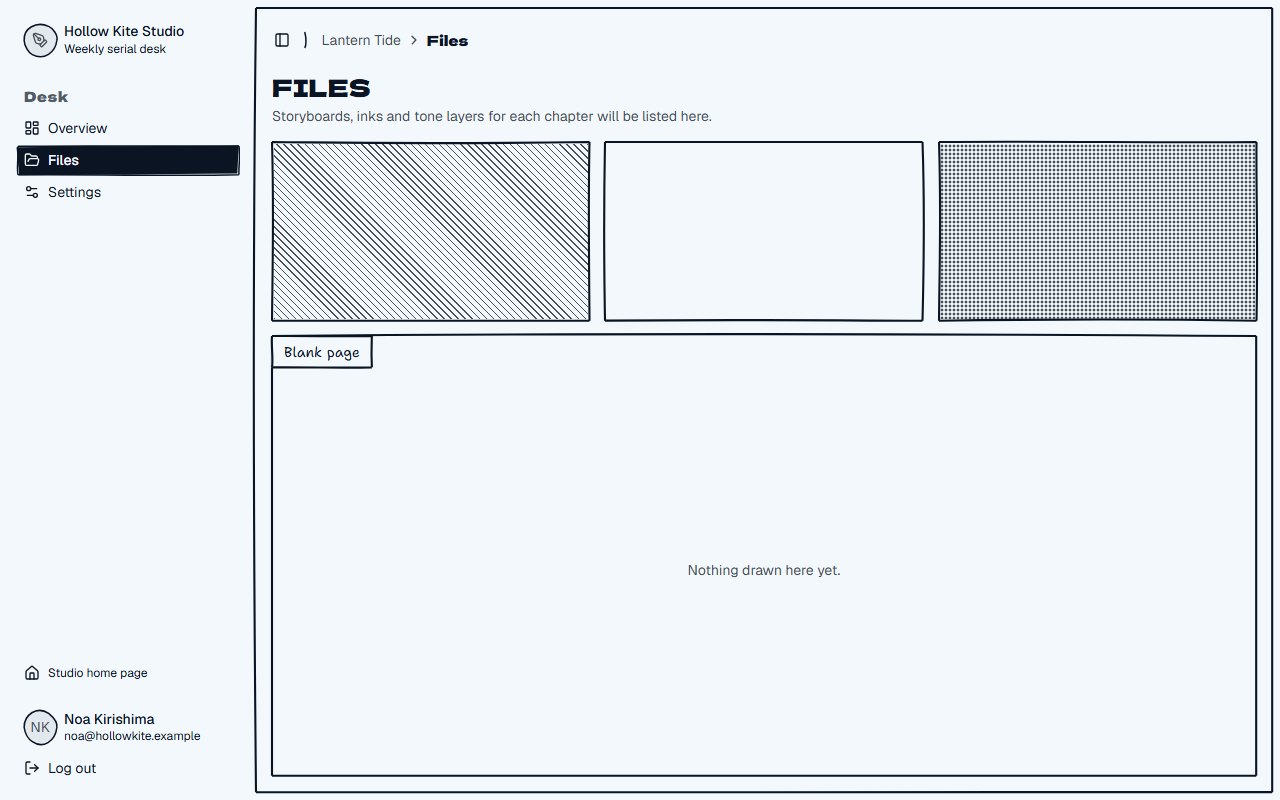 Hollow Kite Studio
Weekly serial desk
Desk
Overview
Files
Settings
Studio home page
NK
Noa Kirishima
noa@hollowkite.example
Log out
Lantern Tide > Files
FILES
Storyboards, inks and tone layers for each chapter will be listed here.
Blank page
Nothing drawn here yet.